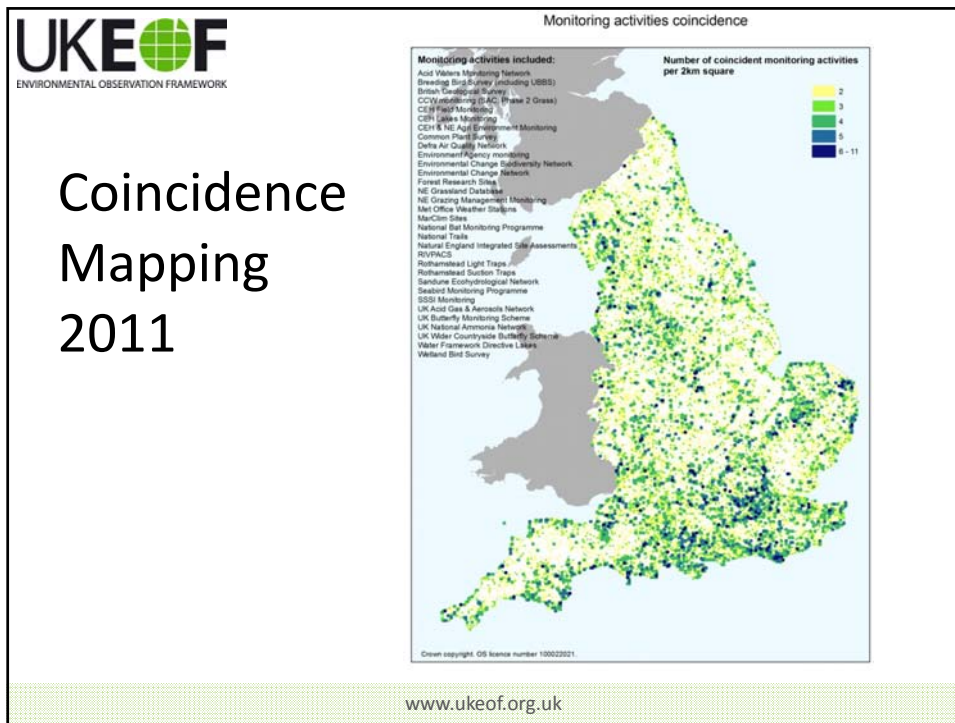 UKEOF
ENVIRONMENTAL OBSERVATION FRAMEWORK
Coincidence
Mapping
2011
Monitoring activities coincidence
Monitoring activities included:
Acid Waters Monitoring Network
Breeding Bird Survey (including UBBS)
British Geological Survey
CCW monitoring (SAC, Phase 2 Grass)
CEH Field Monitoring
CEH Lakes Monitoring
CEH & NE Agri Environment Monitoring
Common Plant Survey
Defra Air Quality Network
Environment Agency monitoring
Environmental Change Biodiversity Network
Environmental Change Network
Forest Research Sites
NE Grassland Database
NE Grazing Management Monitoring
Met Office Weather Stations
MarClim Sites
National Bat Monitoring Programme
National Trails
Natural England Integrated Site Assessments
RIVPACS
Rothamstead Light Traps
Rothamstead Suction Traps
Sandune Ecohydrological Network
Seabird Monitoring Programme
SSSI Monitoring
UK Acid Gas & Aerosols Network
UK Butterfly Monitoring Scheme
UK National Ammonia Network
UK Wider Countryside Butterfly Scheme
Water Framework Directive Lakes
Welland Bird Survey
Number of coincident monitoring activities
per 2km square
2
3
4
5
6 - 11
Crown copyright. OS licence number 100022021.
www.ukeof.org.uk